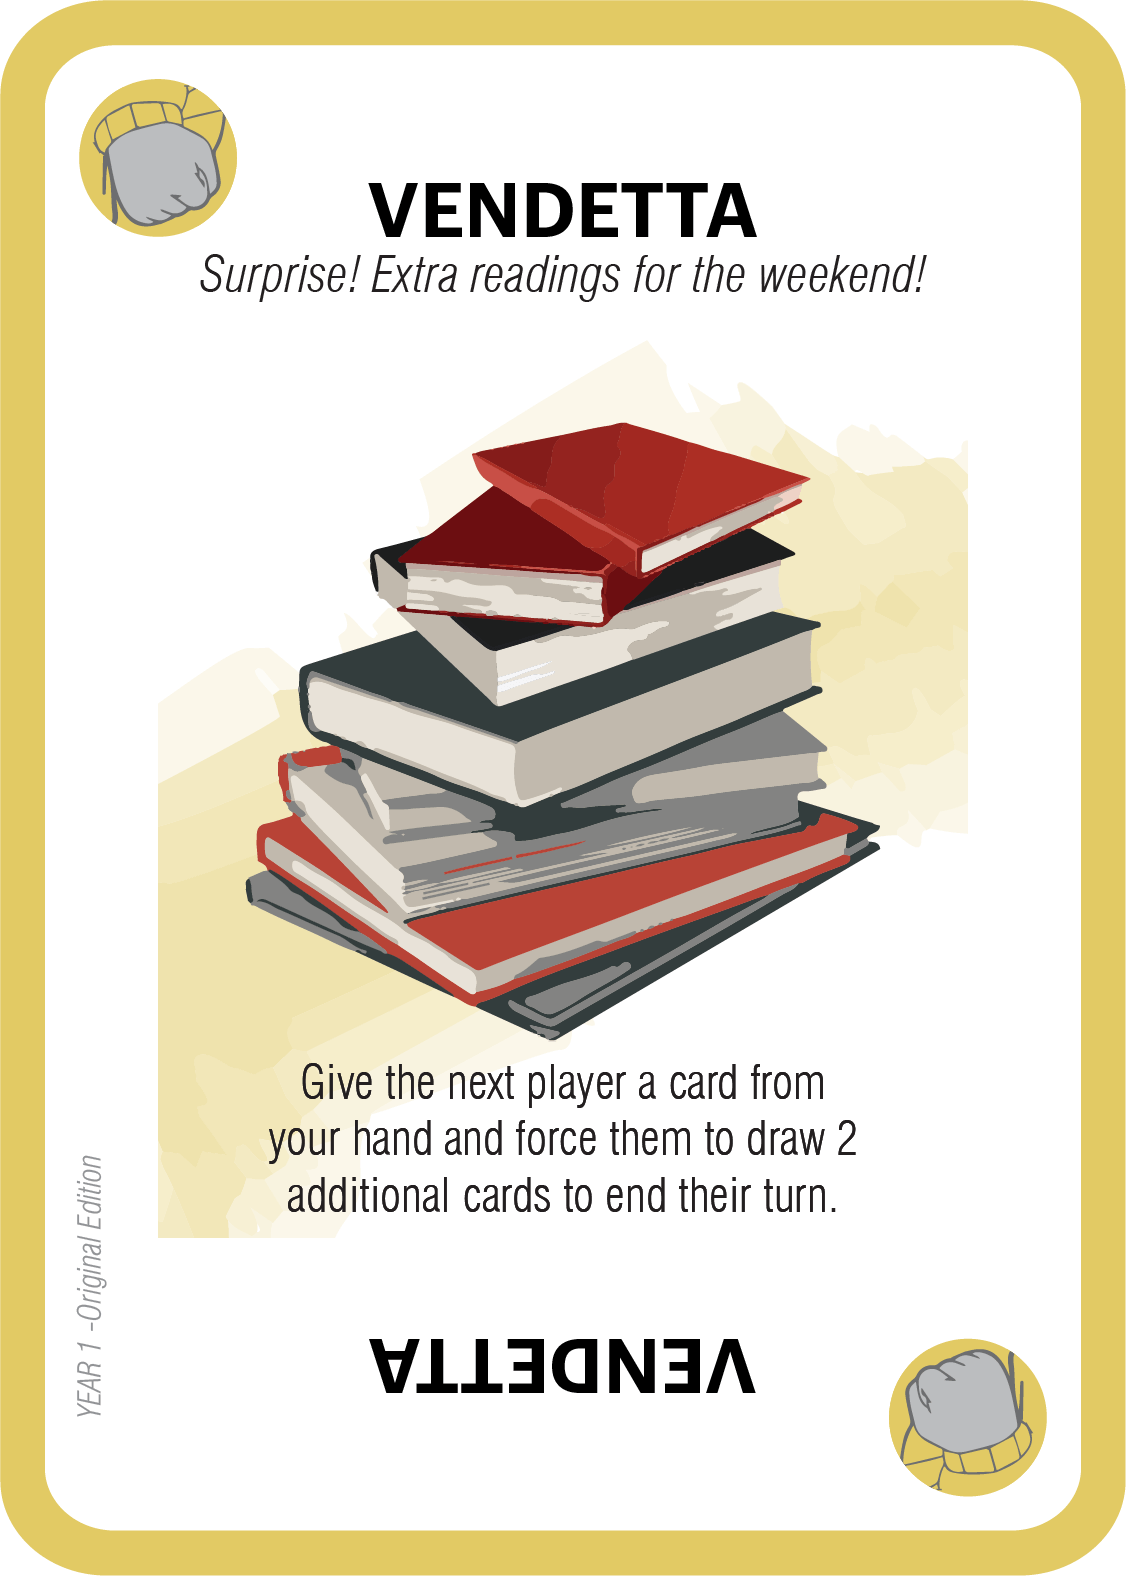 VENDETTA
Surprise! Extra readings for the weekend!
Give the next player a card from
your hand and force them to draw 2
additional cards to end their turn.
YEAR 1 -Original Edition
VENDETTA